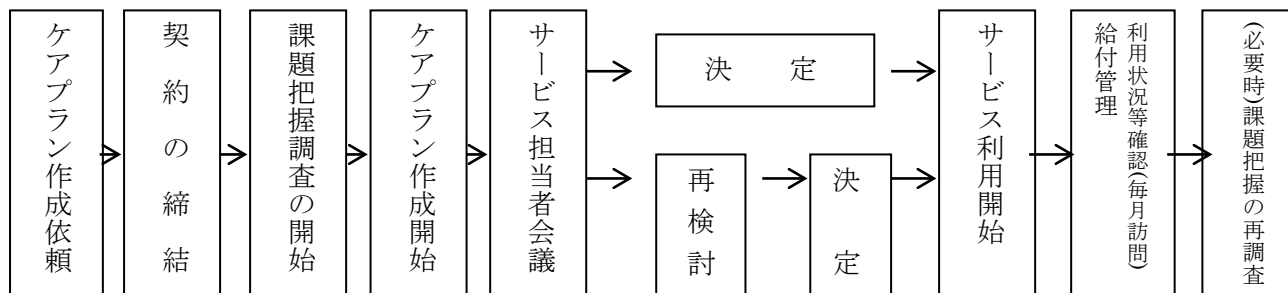 ケアプラン作成依頼
契約の締結
課題把握調査の開始
ケアプラン作成開始
サービス担当者会議
決定
再検討
決定
サービス利用開始
利用状況等確認(毎月訪問)
給付管理
(必要時)課題把握の再調査